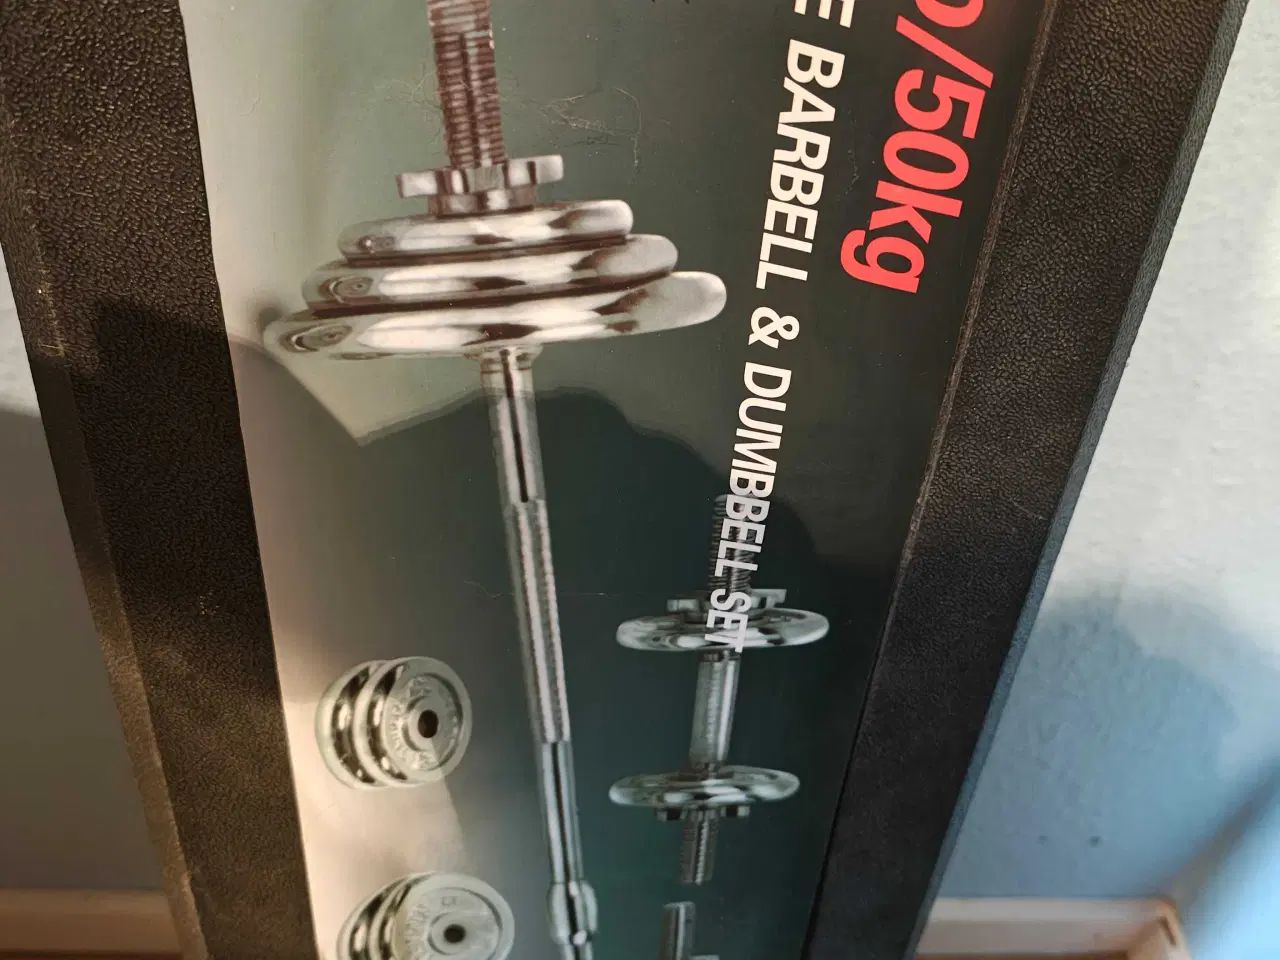 /50kg
BARBELL & DUMBBELL SET